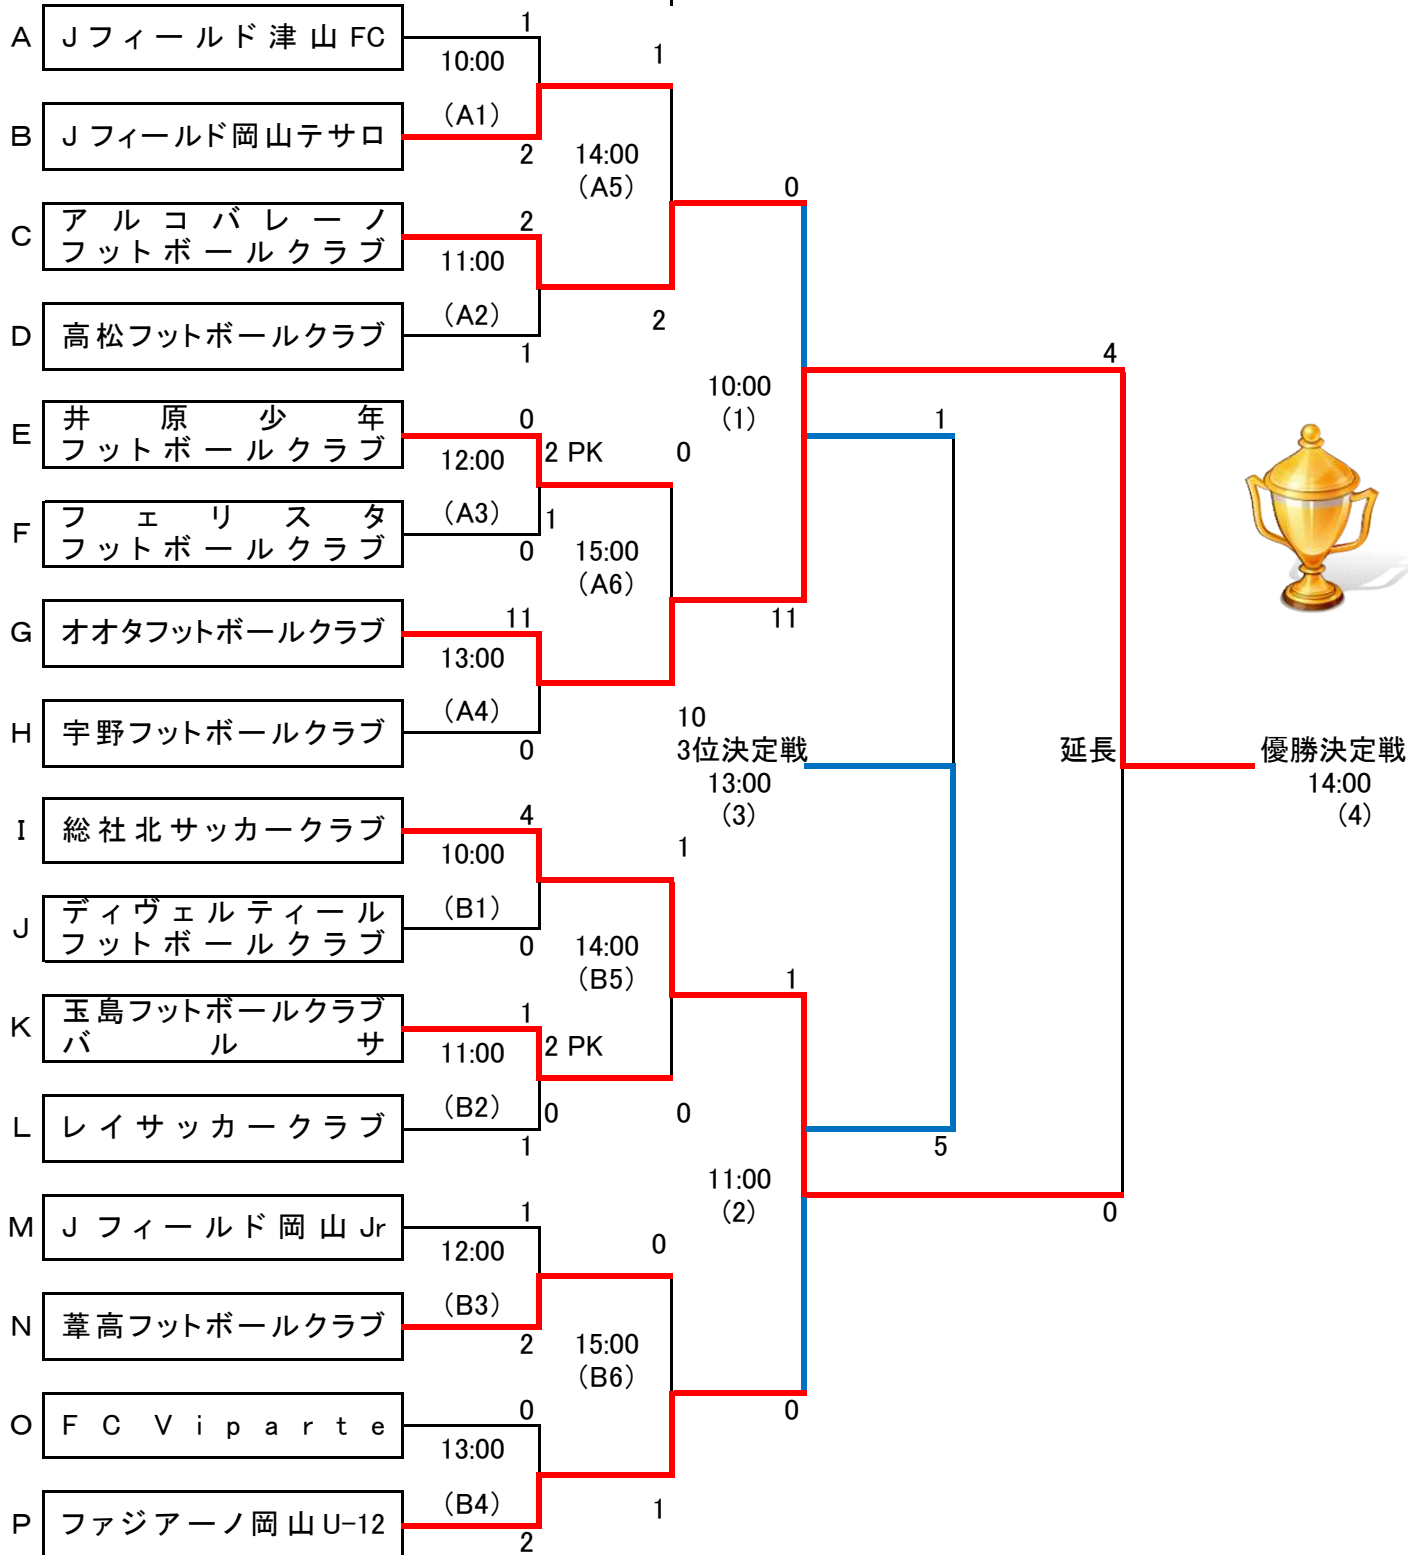 1
A Jフィールド津山FC
10:00
1
(A1)
B Jフィールド岡山テサロ
2
14:00
(A5)
0
アルコバレーノ
C
フットボールクラブ
2
11:00
(A2)
D 高松フットボールクラブ
2
1
4
10:00
(1)
井原少年
E
フットボールクラブ
0
1
2 PK
0
12:00
(A3)
フェリスタ
F
フットボールクラブ
1
0
15:00
(A6)
G オオタフットボールクラブ
11
11
13:00
(A4)
H 宇野フットボールクラブ
0
10
3位決定戦
13:00
(3)
延長
優勝決定戦
14:00
(4)
I 総社北サッカークラブ
4
10:00
1
(B1)
ディヴェルティール
J
フットボールクラブ
0
14:00
(B5)
1
玉島フットボールクラブ
K
バルサ
1
2 PK
11:00
(B2)
L レイサッカークラブ
0
0
1
5
11:00
(2)
M Jフィールド岡山Jr
1
0
12:00
0
(B3)
N 葦高フットボールクラブ
2
15:00
(B6)
0
O FC Viparte
0
13:00
(B4)
1
P ファジアーノ岡山U-12
2